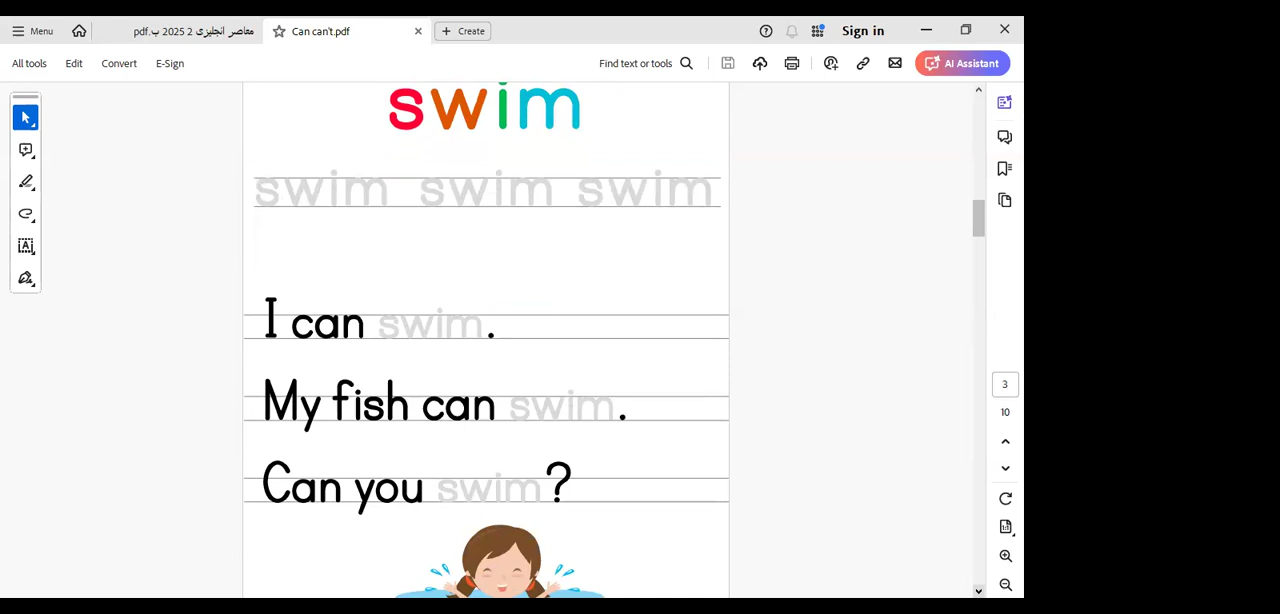 Menu معاصر انجليزى 2 2025 ب.pdf Can can't.pdf Create Sign in
All tools Edit Convert E-Sign Find text or tools AI Assistant
swim
swim swim swim
I can swim.
My fish can swim.
Can you swim?
3
10